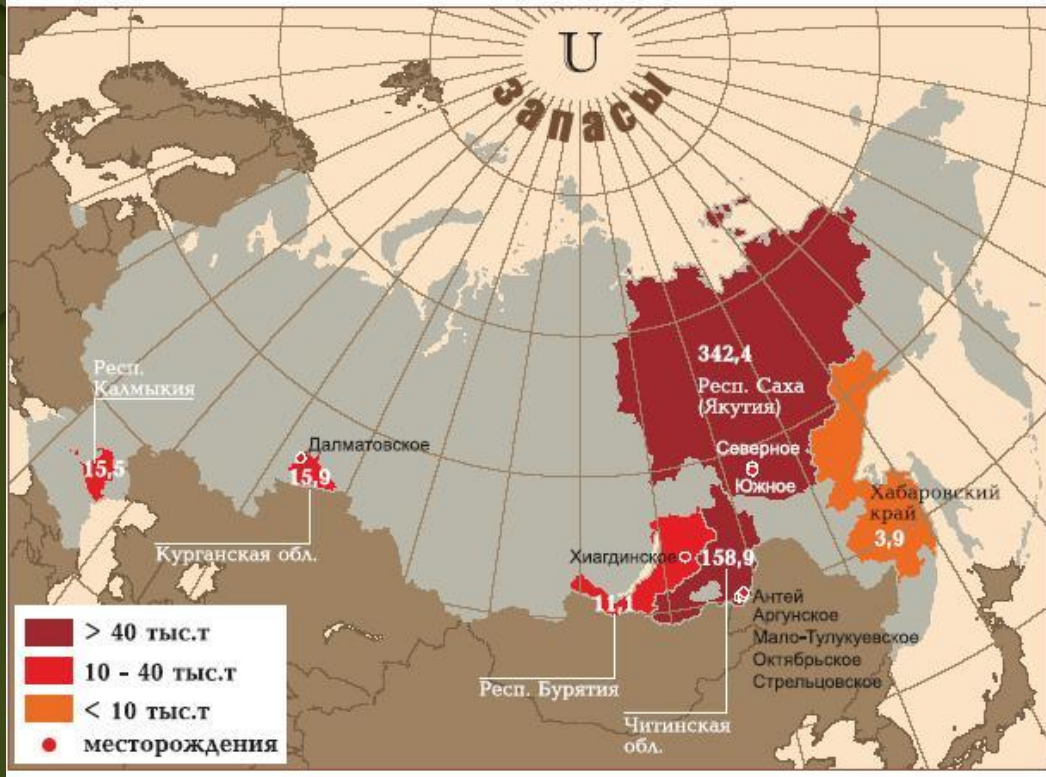 U
запасы
342,4
Респ. Саха
(Якутия)
Респ.
Калмыкия
Далматовское
Северное
Южное
15,5
15,9
Хабаровский
край
3,9
Курганская обл.
Хиагдинское
158,9
11,1
Антей
Аргунское
Мало-Тулукуевское
Октябрьское
Стрельцовское
Респ. Бурятия
Читинская
обл.
> 40 тыс.т
10 - 40 тыс.т
< 10 тыс.т
месторождения